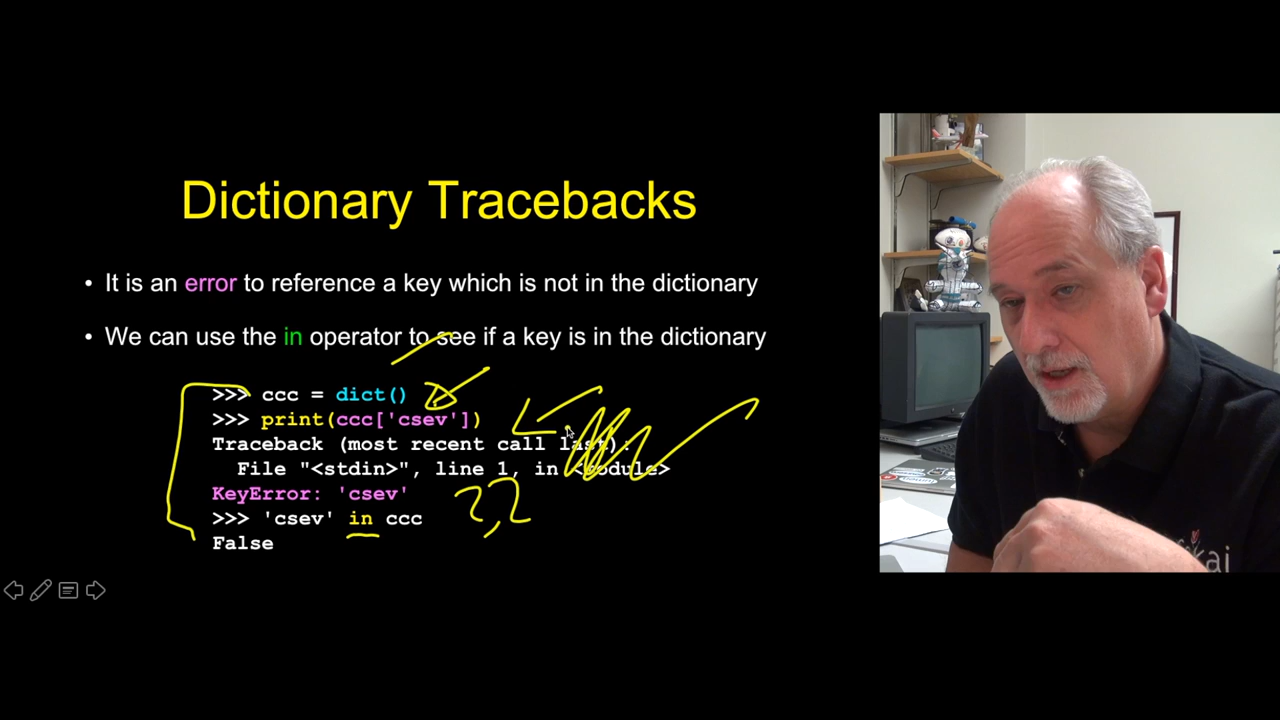 Dictionary Tracebacks
• It is an error to reference a key which is not in the dictionary
• We can use the in operator to see if a key is in the dictionary
>>> ccc = dict()
>>> print(ccc['csev'])
Traceback (most recent call last):
  File "<stdin>", line 1, in <module>
KeyError: 'csev'
>>> 'csev' in ccc
False